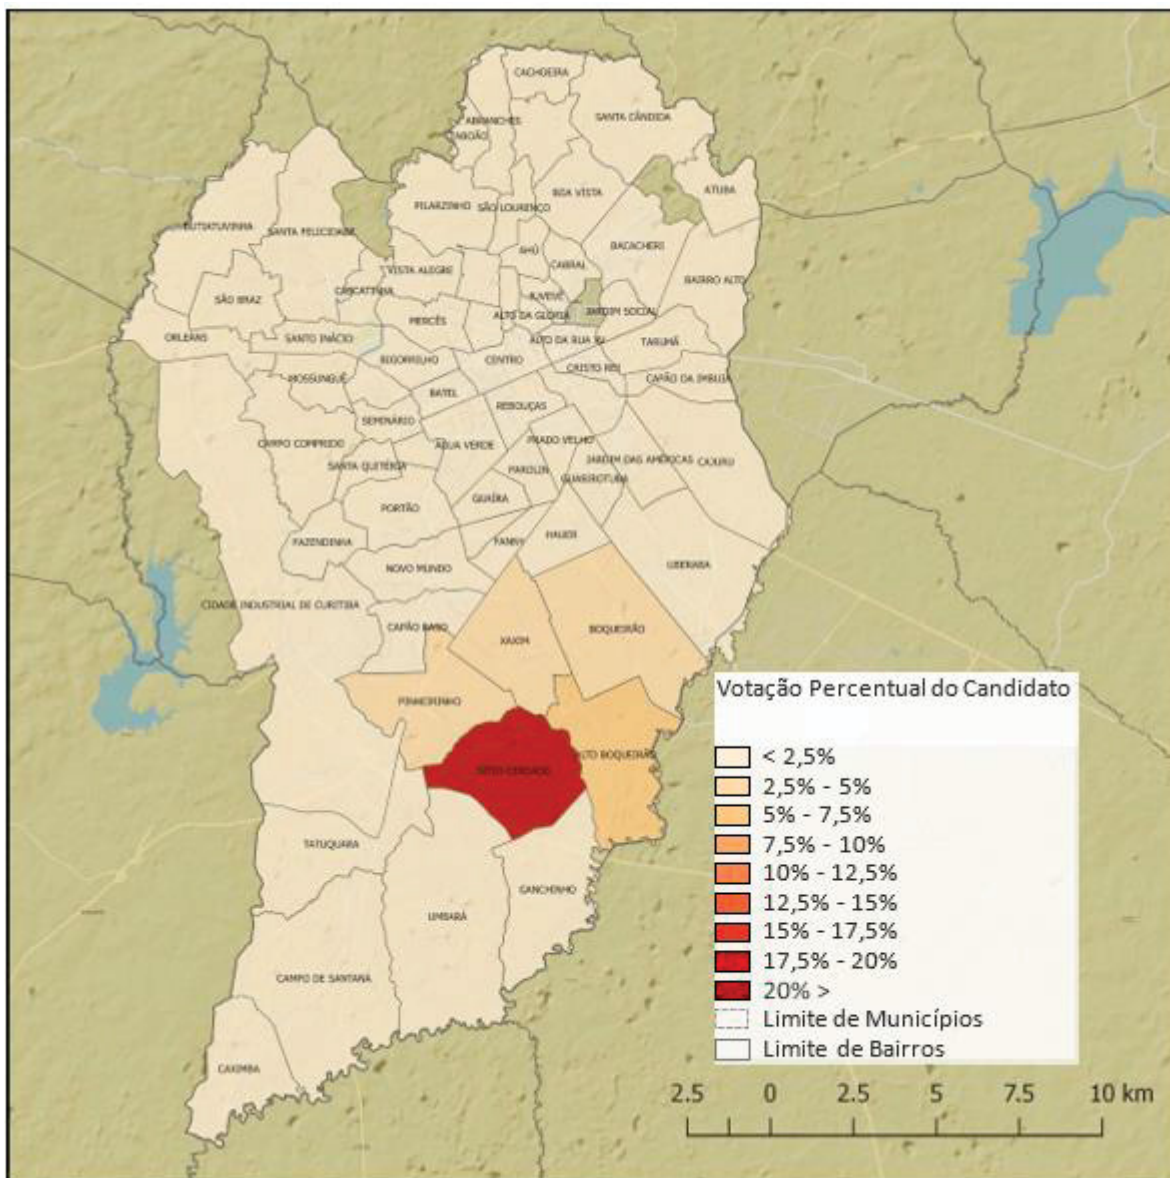 CACHOEIRA
ABRANCHES
TABOÃO
SANTA CÂNDIDA
ATUBA
BOA VISTA
PILARZINHO
SÃO LOURENÇO
BUTIATUVINHA
SANTA FELICIDADE
AHÚ
BACACHERI
CABRAL
VISTA ALEGRE
BAIRRO ALTO
CASCATINHA
SÃO BRAZ
JUVEVÊ
ALTO DA GLÓRIA
JARDIM SOCIAL
MERCÊS
ORLEANS
SANTO INÁCIO
ALTO DA RUA XV
TARUMÃ
BIGORRILHO
CENTRO
CRISTO REI
MOSSUNGUÊ
CAPÃO DA IMBUIA
BATEL
REBOUÇAS
SEMINÁRIO
CAMPO COMPRIDO
ÁGUA VERDE
PRADO VELHO
SANTA QUITÉRIA
PAROLIN
JARDIM DAS AMÉRICAS
CAJURU
GUABIROTUBA
GUAÍRA
PORTÃO
FAZENDINHA
FANNY
HAUER
NOVO MUNDO
UBERABA
CIDADE INDUSTRIAL DE CURITIBA
CAPÃO RASO
XAXIM
BOQUEIRÃO
PINHEIRINHO
SÍTIO CERCADO
ALTO BOQUEIRÃO
TATUQUARA
GANCHINHO
UMBARÁ
CAMPO DE SANTANA
CAXIMBA
Votação Percentual do Candidato
< 2,5%
2,5% - 5%
5% - 7,5%
7,5% - 10%
10% - 12,5%
12,5% - 15%
15% - 17,5%
17,5% - 20%
20% >
Limite de Municípios
Limite de Bairros
2.5 0 2.5 5 7.5 10 km